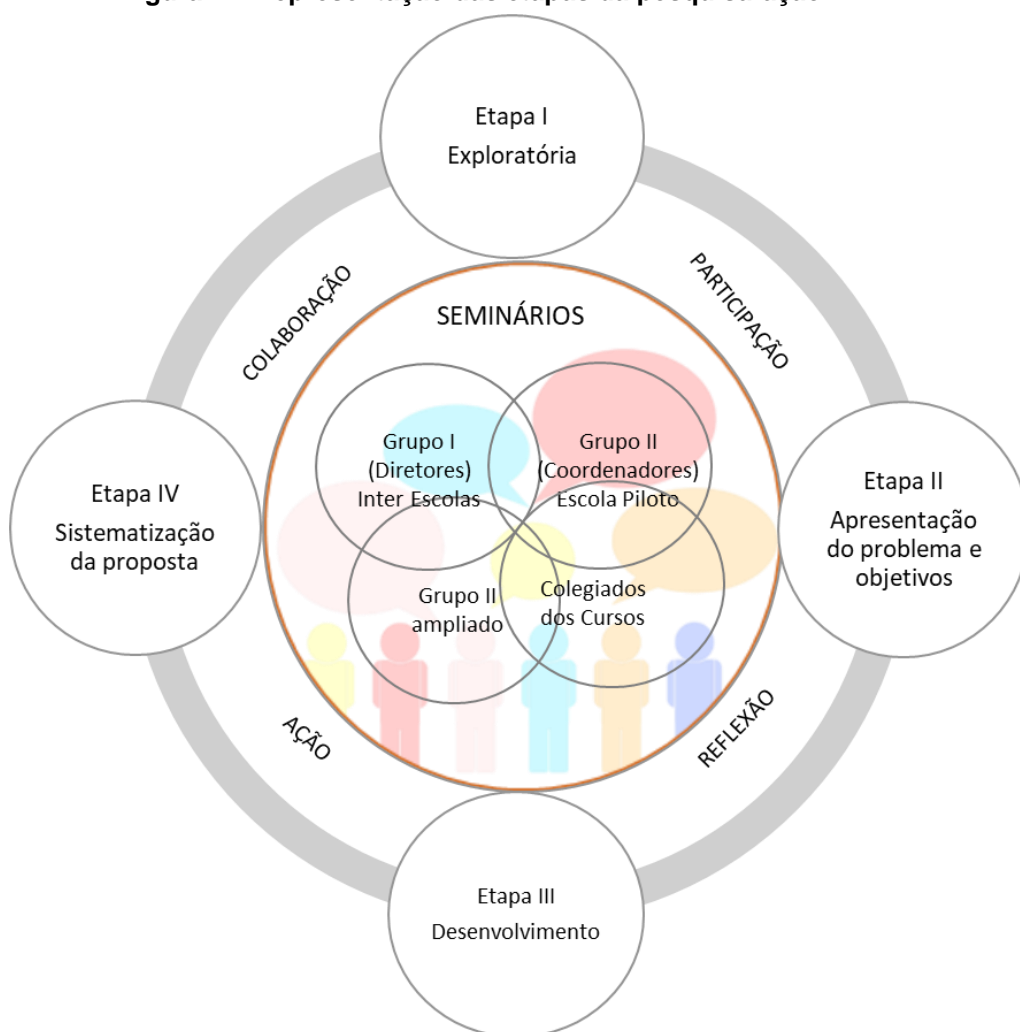 Etapa I
Exploratória
COLABORAÇÃO
PARTICIPAÇÃO
SEMINÁRIOS
Grupo I
(Diretores)
Inter Escolas
Grupo II
(Coordenadores)
Escola Piloto
Etapa IV
Sistematização
da proposta
Etapa II
Apresentação
do problema e
objetivos
Grupo II
ampliado
Colegiados
dos Cursos
AÇÃO
REFLEXÃO
Etapa III
Desenvolvimento